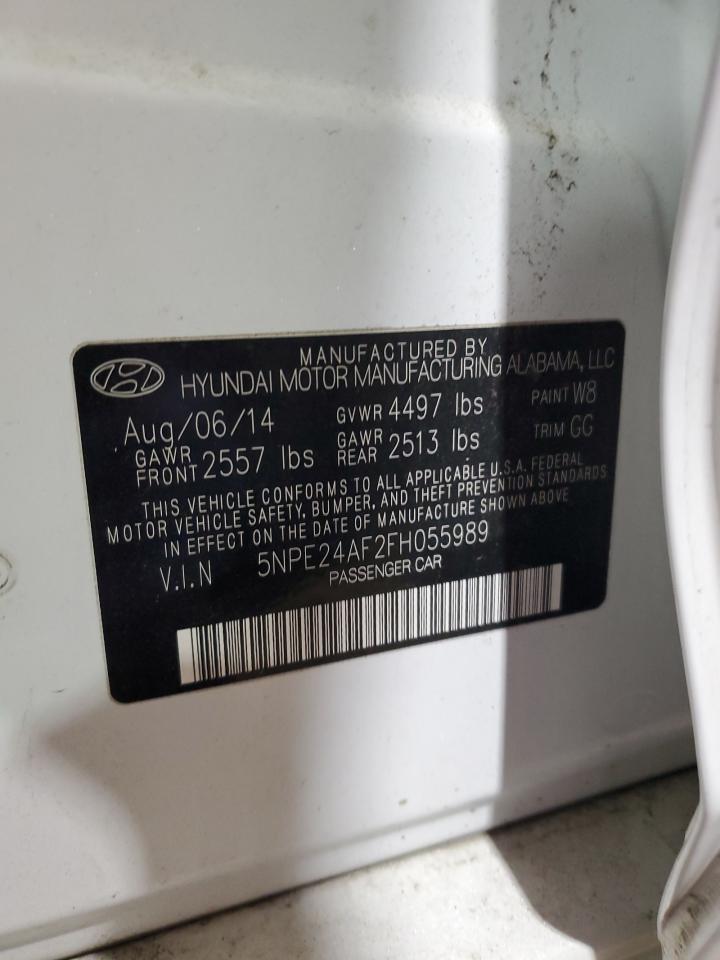 MANUFACTURED BY
HYUNDAI MOTOR MANUFACTURING ALABAMA, LLC
Aug/06/14 GVWR 4497 lbs PAINT W8
GAWR FRONT 2557 lbs GAWR REAR 2513 lbs TRIM GG
THIS VEHICLE CONFORMS TO ALL APPLICABLE U.S.A. FEDERAL
MOTOR VEHICLE SAFETY, BUMPER, AND THEFT PREVENTION STANDARDS
IN EFFECT ON THE DATE OF MANUFACTURE SHOWN ABOVE
V.I.N 5NPE24AF2FH055989
PASSENGER CAR